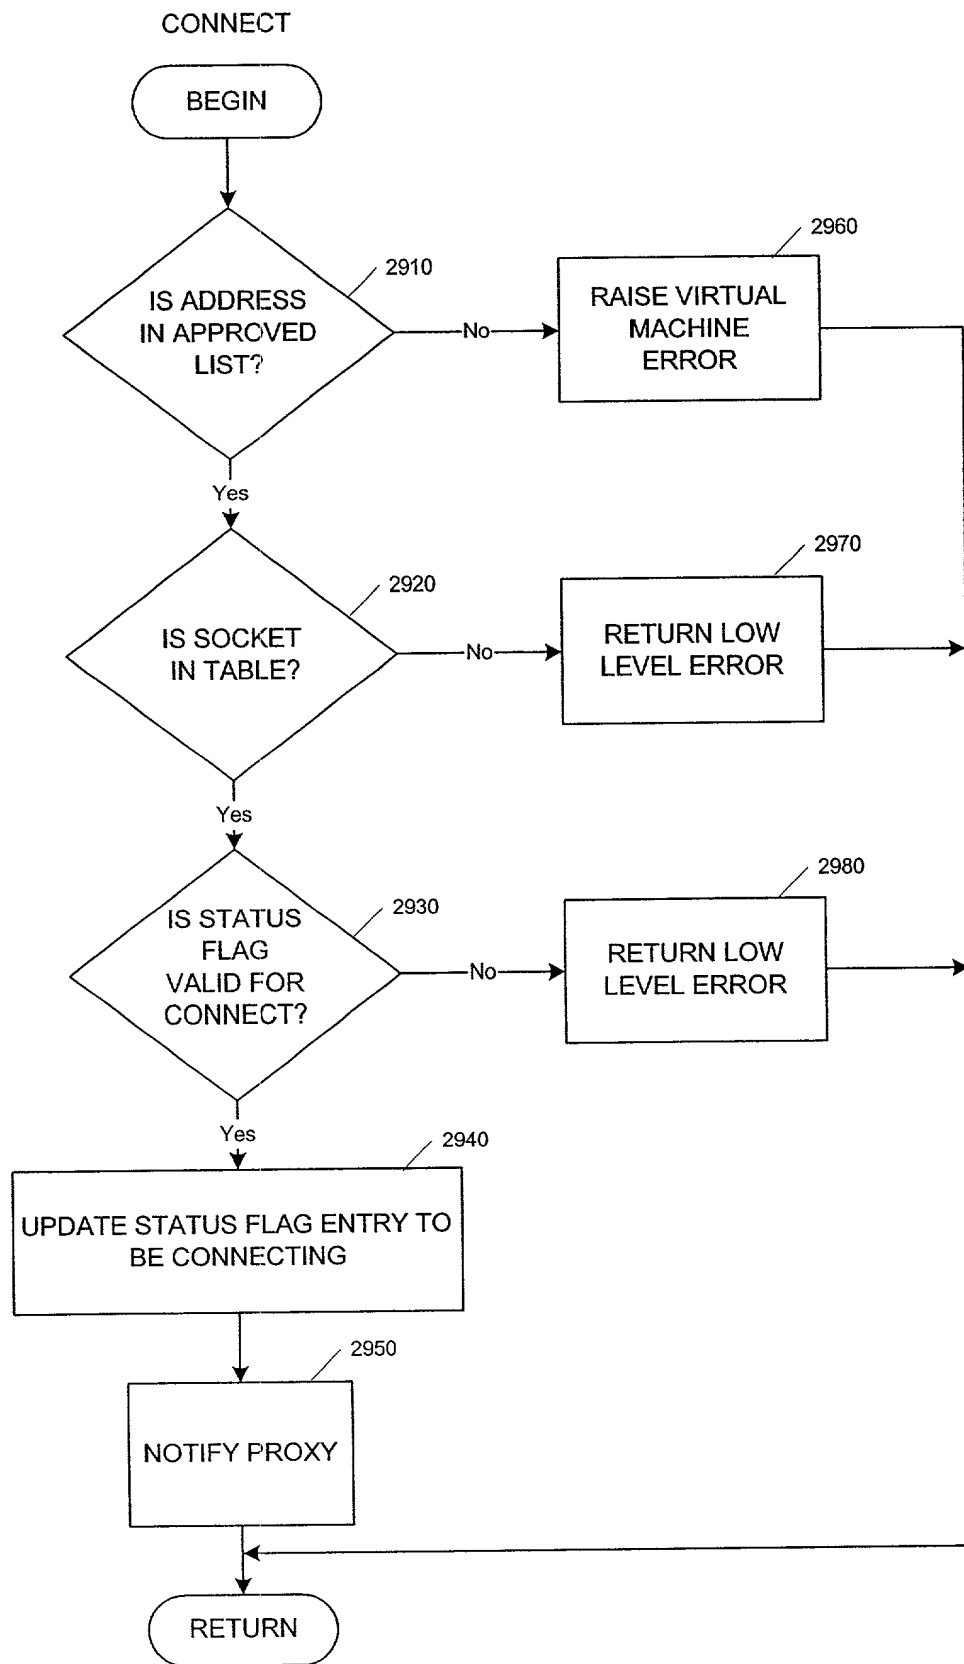 CONNECT
BEGIN
2910
IS ADDRESS
IN APPROVED
LIST?
No
2960
RAISE VIRTUAL
MACHINE
ERROR
Yes
2920
IS SOCKET
IN TABLE?
No
2970
RETURN LOW
LEVEL ERROR
Yes
2930
IS STATUS
FLAG
VALID FOR
CONNECT?
No
2980
RETURN LOW
LEVEL ERROR
Yes
2940
UPDATE STATUS FLAG ENTRY TO
BE CONNECTING
2950
NOTIFY PROXY
RETURN